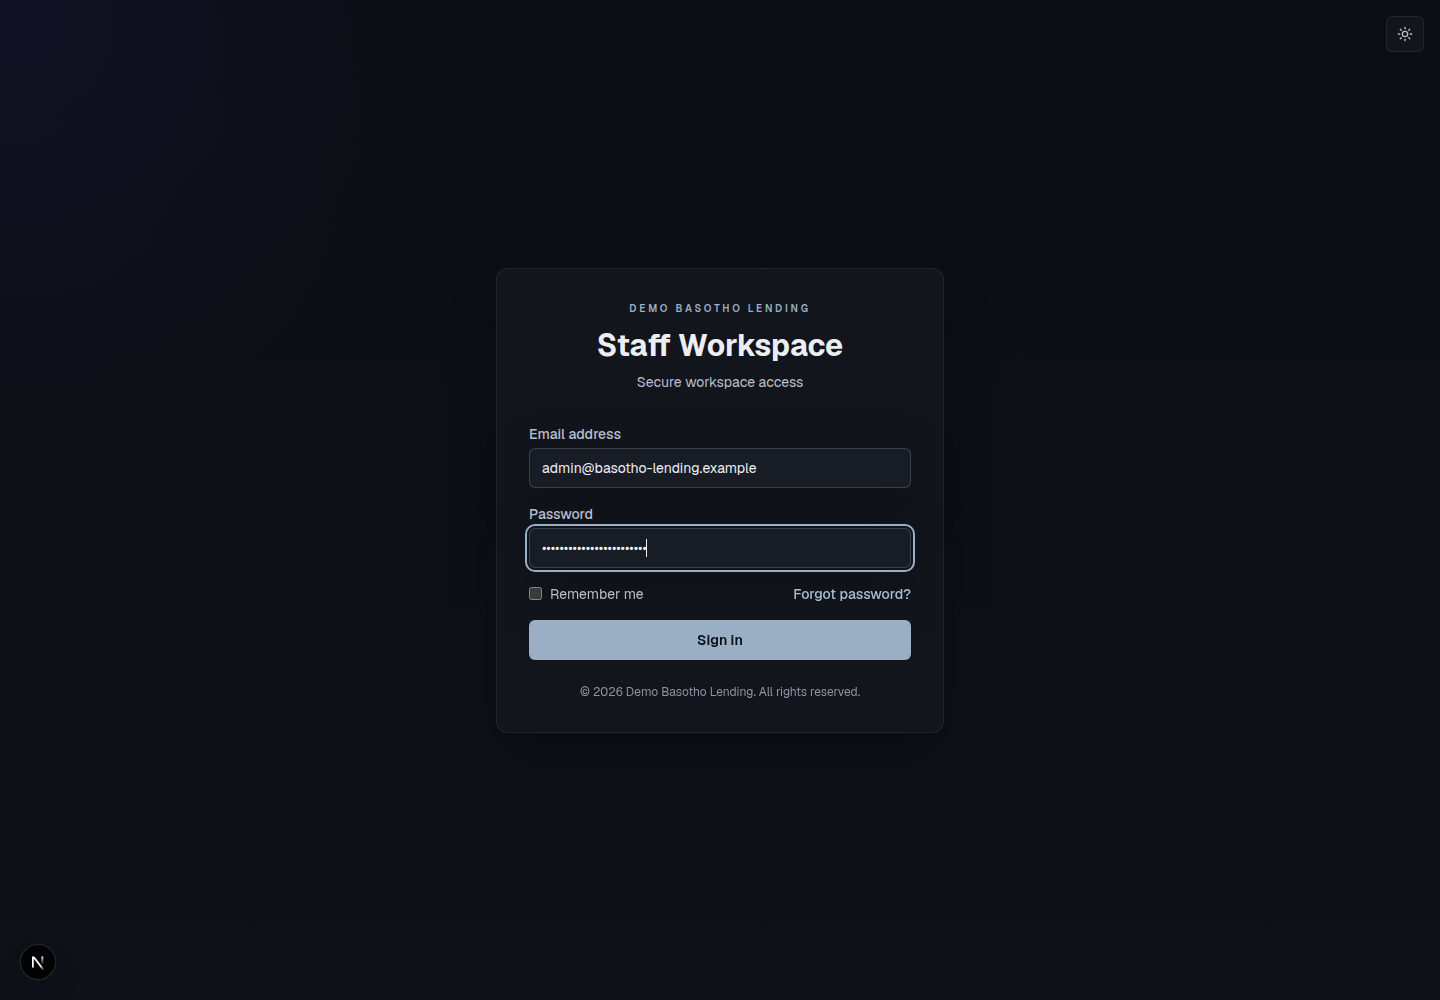 DEMO BASOTHO LENDING
Staff Workspace
Secure workspace access
Email address
admin@basotho-lending.example
Password
••••••••••••••••••••••••
Remember me
Forgot password?
Sign in
© 2026 Demo Basotho Lending. All rights reserved.
N